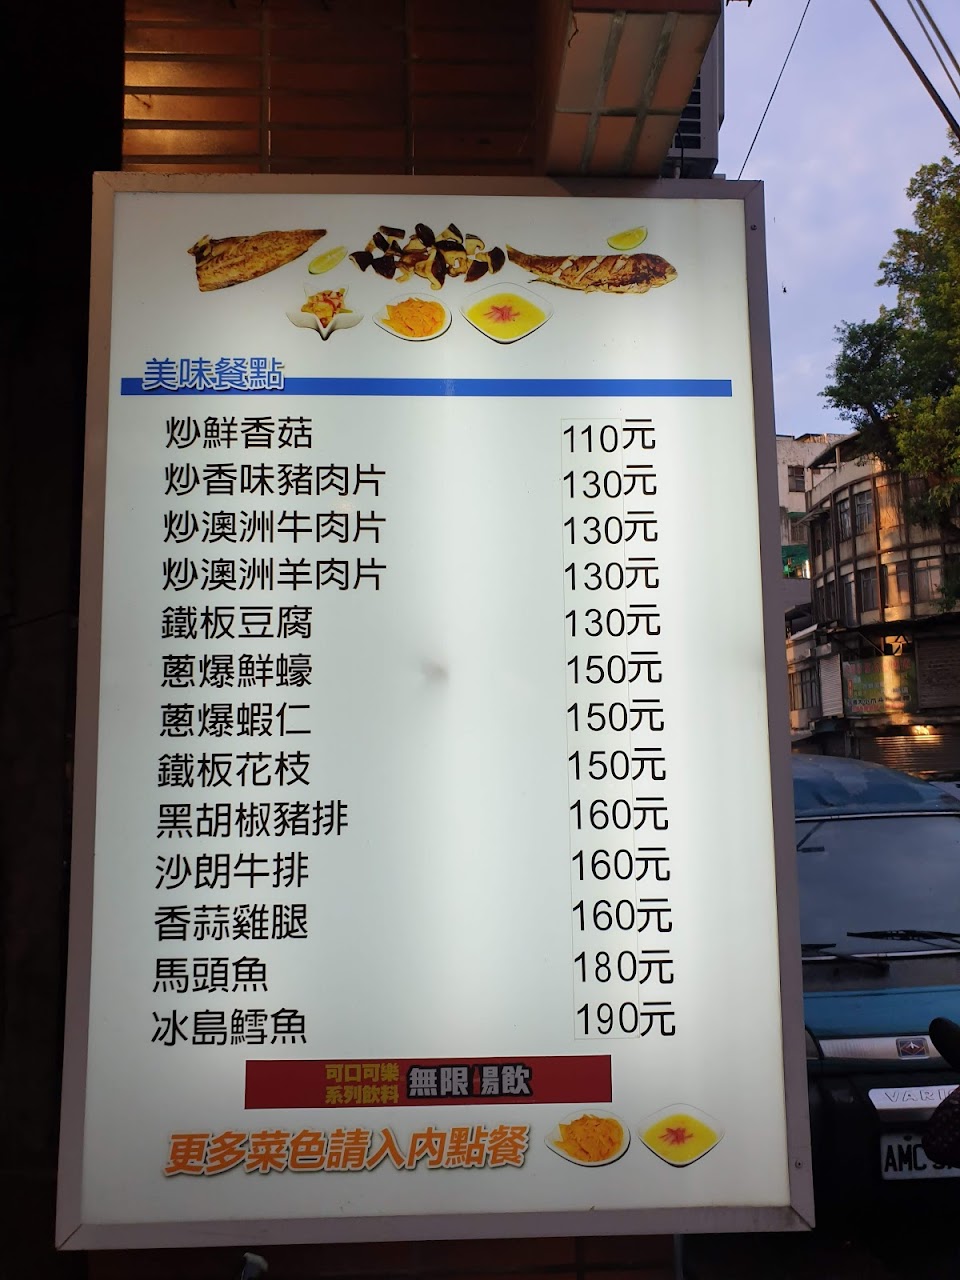 美味餐點
炒鮮香菇 110元
炒香味豬肉片 130元
炒澳洲牛肉片 130元
炒澳洲羊肉片 130元
鐵板豆腐 130元
蔥爆鮮蠔 150元
蔥爆蝦仁 150元
鐵板花枝 150元
黑胡椒豬排 160元
沙朗牛排 160元
香蒜雞腿 160元
馬頭魚 180元
冰島鱈魚 190元
可口可樂
系列飲料
無限暢飲
更多菜色請入內點餐
AMC